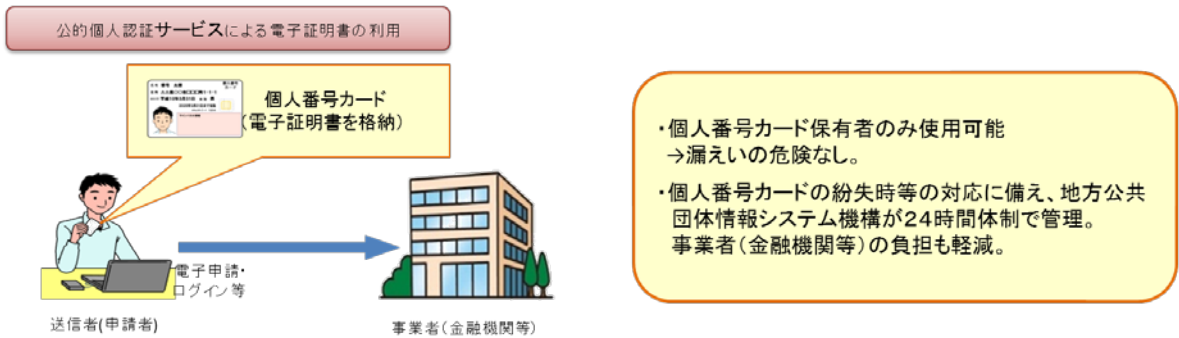 公的個人認証サービスによる電子証明書の利用
個人番号カード
(電子証明書を格納)
電子申請・
ログイン等
送信者(申請者)
事業者(金融機関等)
・個人番号カード保有者のみ使用可能
→漏えいの危険なし。
・個人番号カードの紛失時等の対応に備え、地方公共
団体情報システム機構が24時間体制で管理。
事業者(金融機関等)の負担も軽減。